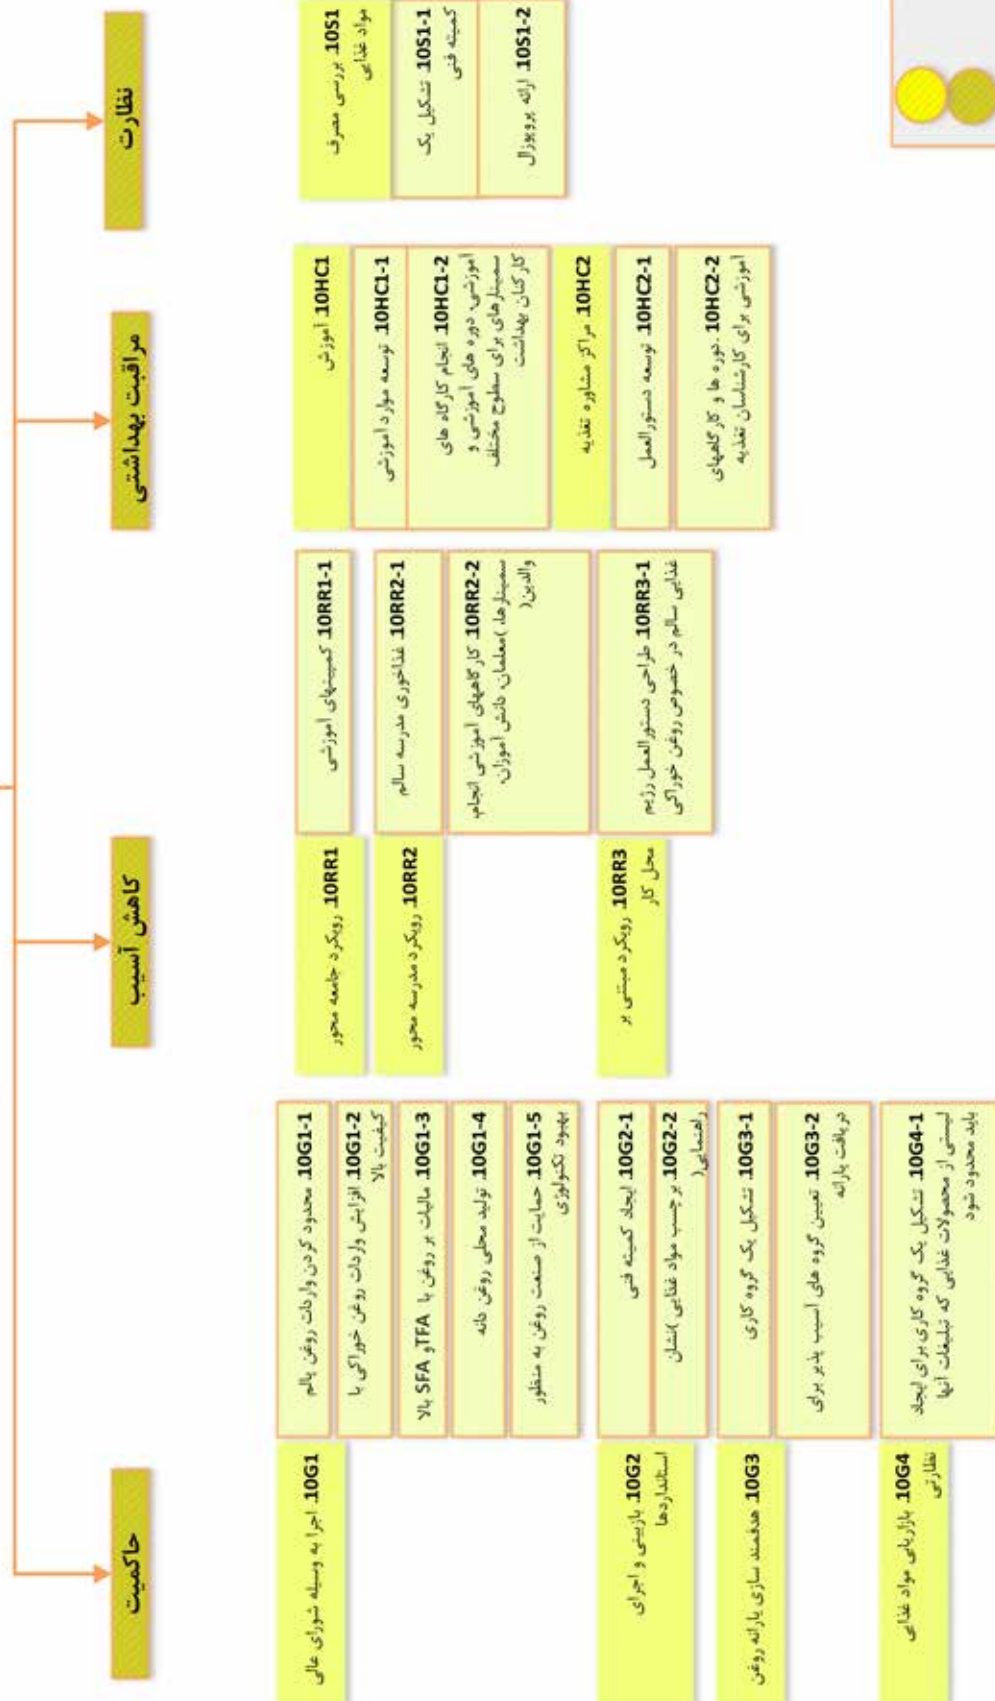 حاکمیت
کاهش آسیب
مراقبت بهداشتی
نظارت
10G1. اجرا به وسیله شورای عالی
10G1-1. محدود کردن واردات روغن پالم
10G1-2. افزایش واردات روغن خوراکی با
کیفیت بالا
10G1-3. مالیات بر روغن با TFA و SFA بالا
10G1-4. تولید محلی روغن دانه
10G1-5. حمایت از صنعت روغن به منظور
بهبود تکنولوژی
10G2. بازبینی و اجرای
استانداردها
10G2-1. ایجاد کمیته فنی
10G2-2. برچسب مواد غذایی )نشان
راهنمایی(
10G3. هدفمند سازی یارانه روغن
10G3-1. تشکیل یک گروه کاری
10G3-2. تعیین گروه های آسیب پذیر برای
دریافت یارانه
10G4. بازاریابی مواد غذایی
نظارتی
10G4-1. تشکیل یک گروه کاری برای ایجاد
لیستی از محصولات غذایی که تبلیغات آنها
باید محدود شود
10RR1. رویکرد جامعه محور
10RR1-1. کمپینهای آموزشی
10RR2. رویکرد مدرسه محور
10RR2-1. غذاخوری مدرسه سالم
10RR2-2. کارگاههای آموزشی انجام
سمینارها، )معلمان، دانش آموزان،
والدین(
10RR3. رویکرد مبتنی بر
محل کار
10RR3-1. طراحی دستورالعمل رژیم
غذایی سالم در خصوص روغن خوراکی
10HC1. آموزش
10HC1-1. توسعه موارد آموزشی
10HC1-2. انجام کارگاه های
آموزشی، دوره های آموزشی و
سمینارهای برای سطوح مختلف
کارکنان بهداشت
10HC2. مراکز مشاوره تغذیه
10HC2-1. توسعه دستورالعمل
10HC2-2. دوره ها و کارگاههای
آموزشی برای کارشناسان تغذیه
10S1. بررسی مصرف
مواد غذایی
10S1-1. تشکیل یک
کمیته فنی
10S1-2. ارائه پروپوزال